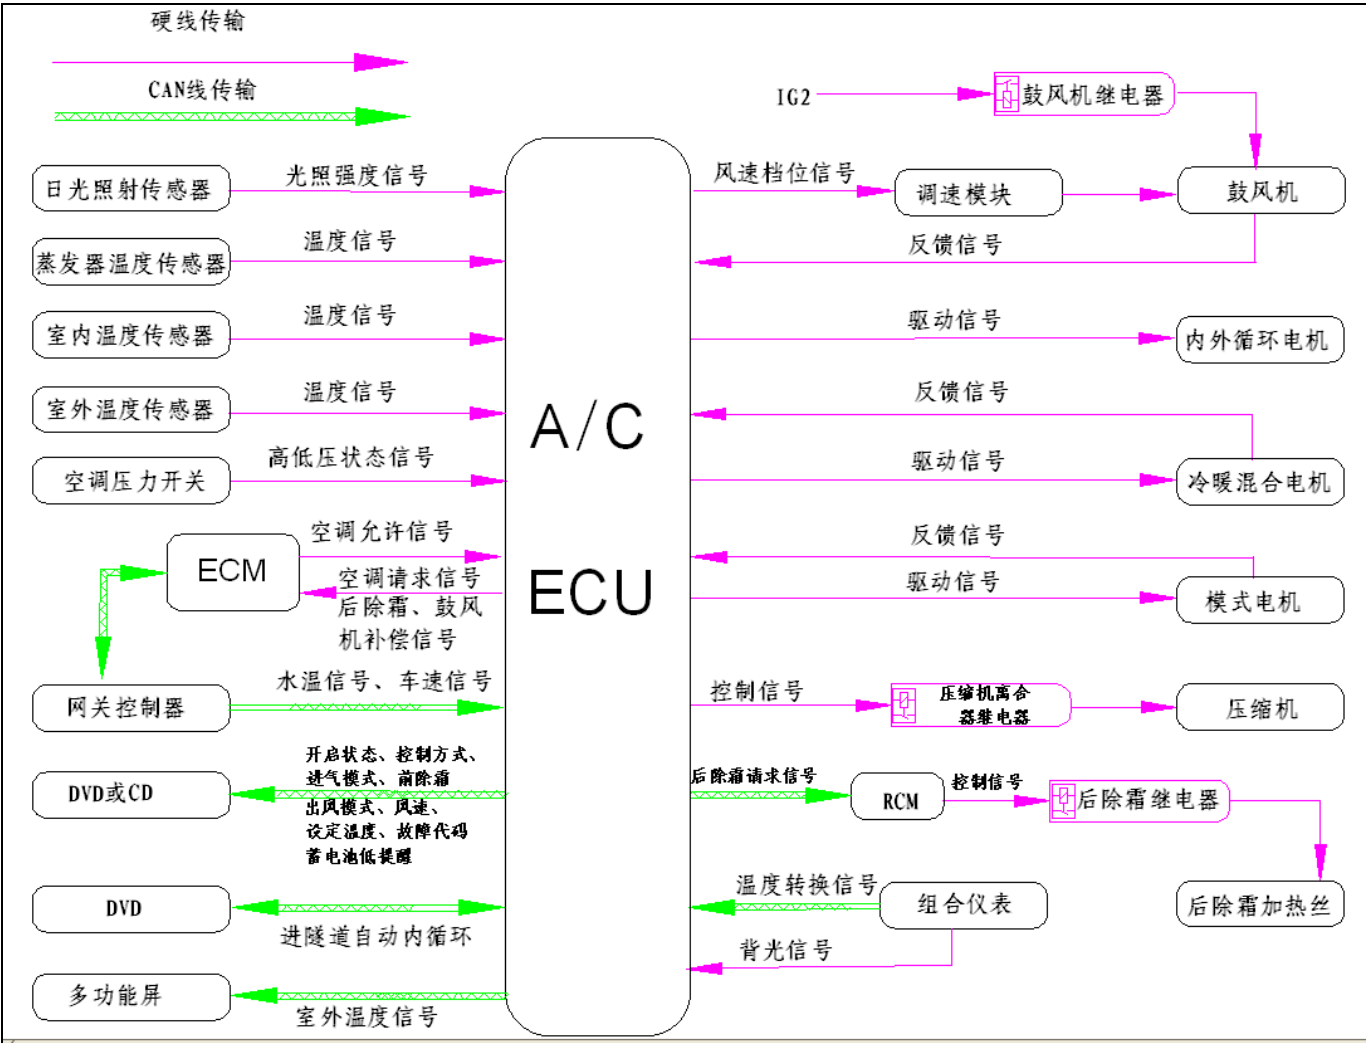 硬线传输
CAN线传输
IG2
鼓风机继电器
日光照射传感器
光照强度信号
风速档位信号
调速模块
鼓风机
蒸发器温度传感器
温度信号
反馈信号
室内温度传感器
温度信号
驱动信号
内外循环电机
室外温度传感器
温度信号
反馈信号
A/C
ECU
空调压力开关
高低压状态信号
驱动信号
冷暖混合电机
ECM
空调允许信号
空调请求信号
后除霜、鼓风
机补偿信号
反馈信号
驱动信号
模式电机
网关控制器
水温信号、车速信号
控制信号
压缩机离合
器继电器
压缩机
DVD或CD
开启状态、控制方式、
进气模式、前除霜
出风模式、风速、
设定温度、故障代码
蓄电池低提醒
后除霜请求信号
RCM
控制信号
后除霜继电器
DVD
进隧道自动内循环
温度转换信号
组合仪表
后除霜加热丝
背光信号
多功能屏
室外温度信号